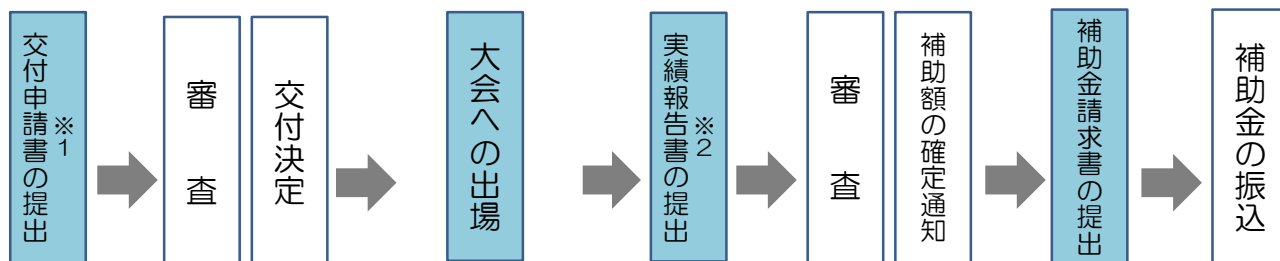 交付申請書の提出
※1
審査
交付決定
大会への出場
実績報告書の提出
※2
審査
補助額の確定通知
補助金請求書の提出
補助金の振込